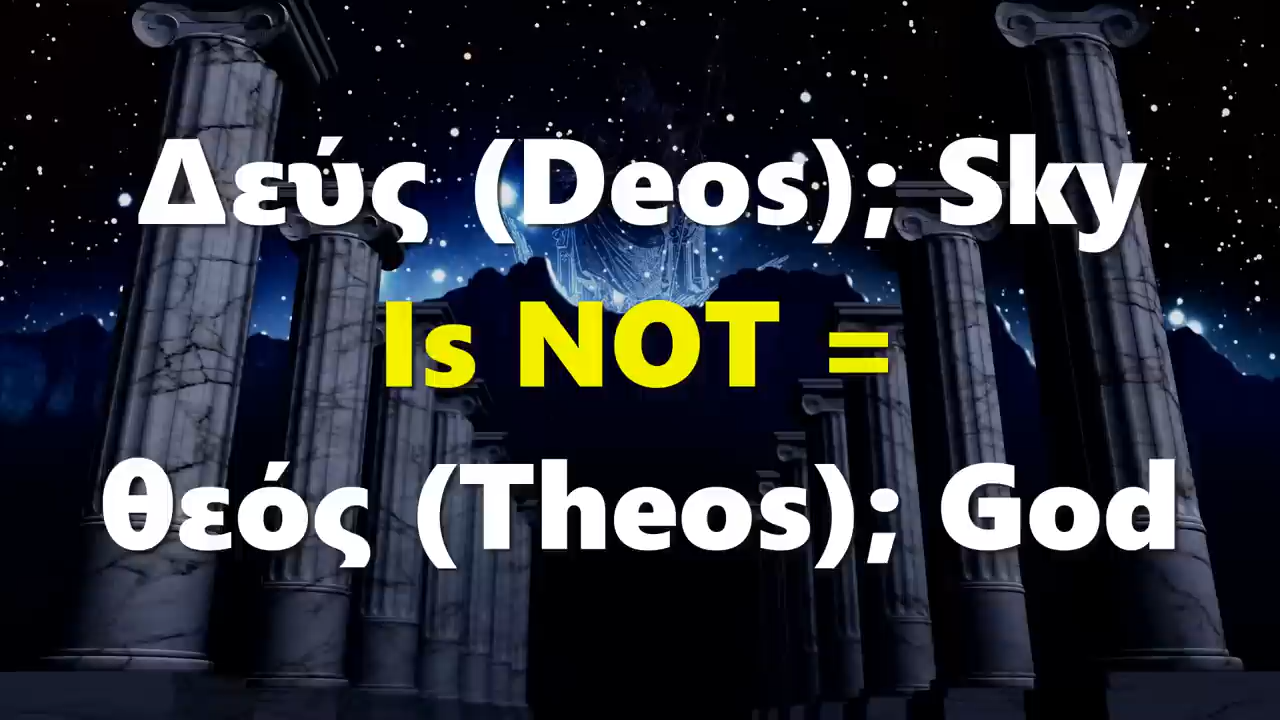 Δεύς (Deos); Sky
Is NOT =
θεός (Theos); God